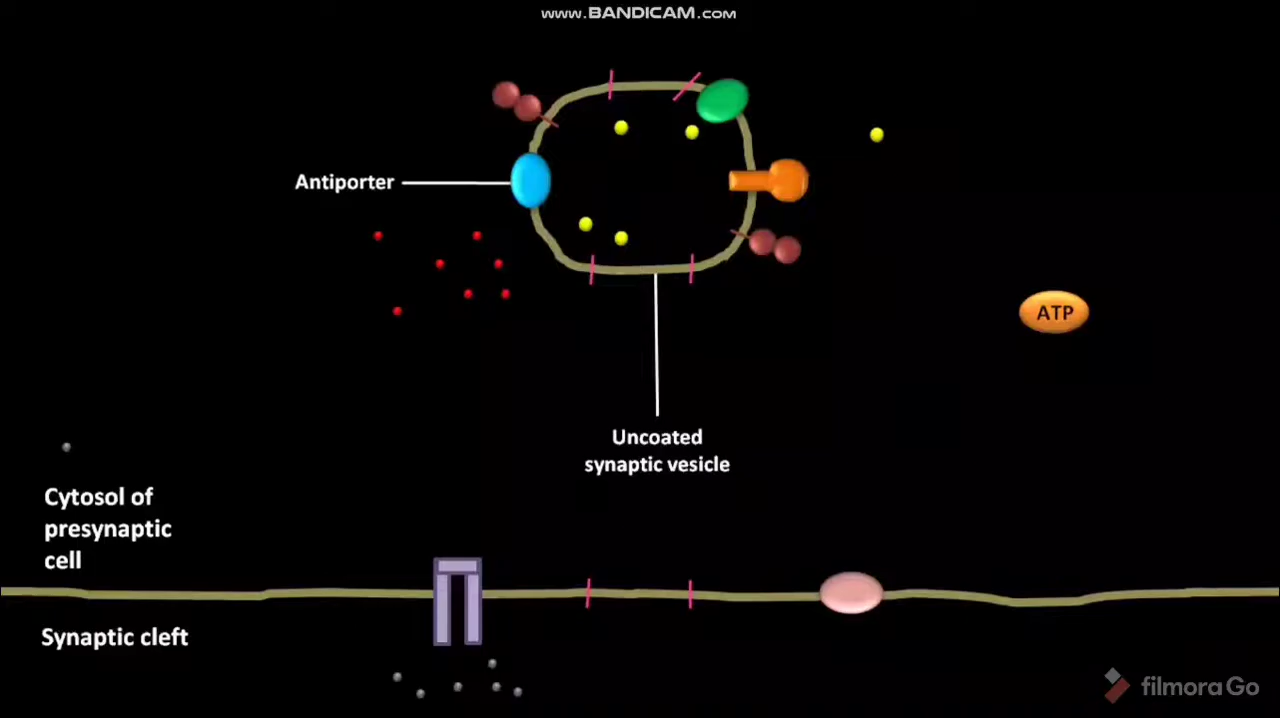 www.BANDICAM.com
Antiporter
ATP
Uncoated
synaptic vesicle
Cytosol of
presynaptic
cell
Synaptic cleft
filmoraGo